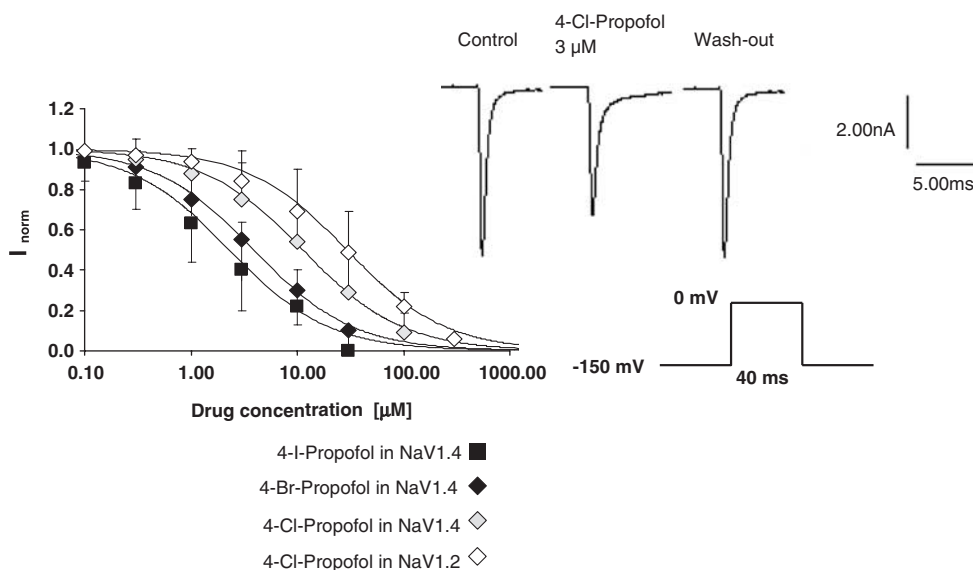 Control
4-Cl-Propofol
3 µM
Wash-out
2.00nA
5.00ms
1.2
1.0
0.8
0.6
0.4
0.2
0.0
I norm
0.10
1.00
10.00
100.00
1000.00
Drug concentration [µM]
0 mV
-150 mV
40 ms
4-I-Propofol in NaV1.4
4-Br-Propofol in NaV1.4
4-Cl-Propofol in NaV1.4
4-Cl-Propofol in NaV1.2